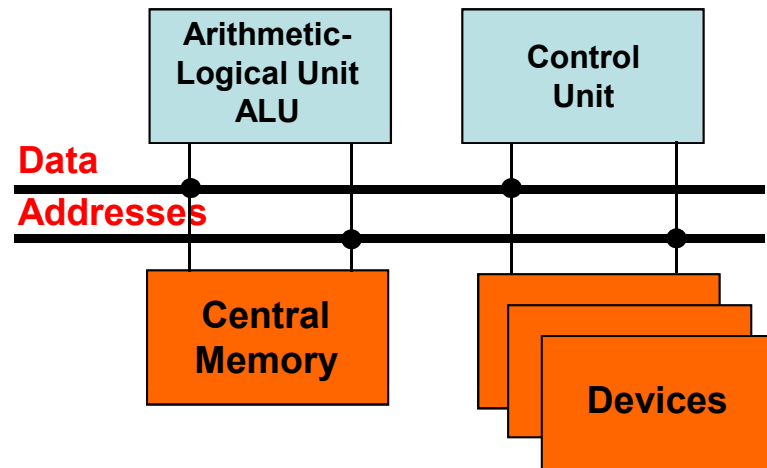 Arithmetic-
Logical Unit
ALU
Control
Unit
Data
Addresses
Central
Memory
Devices